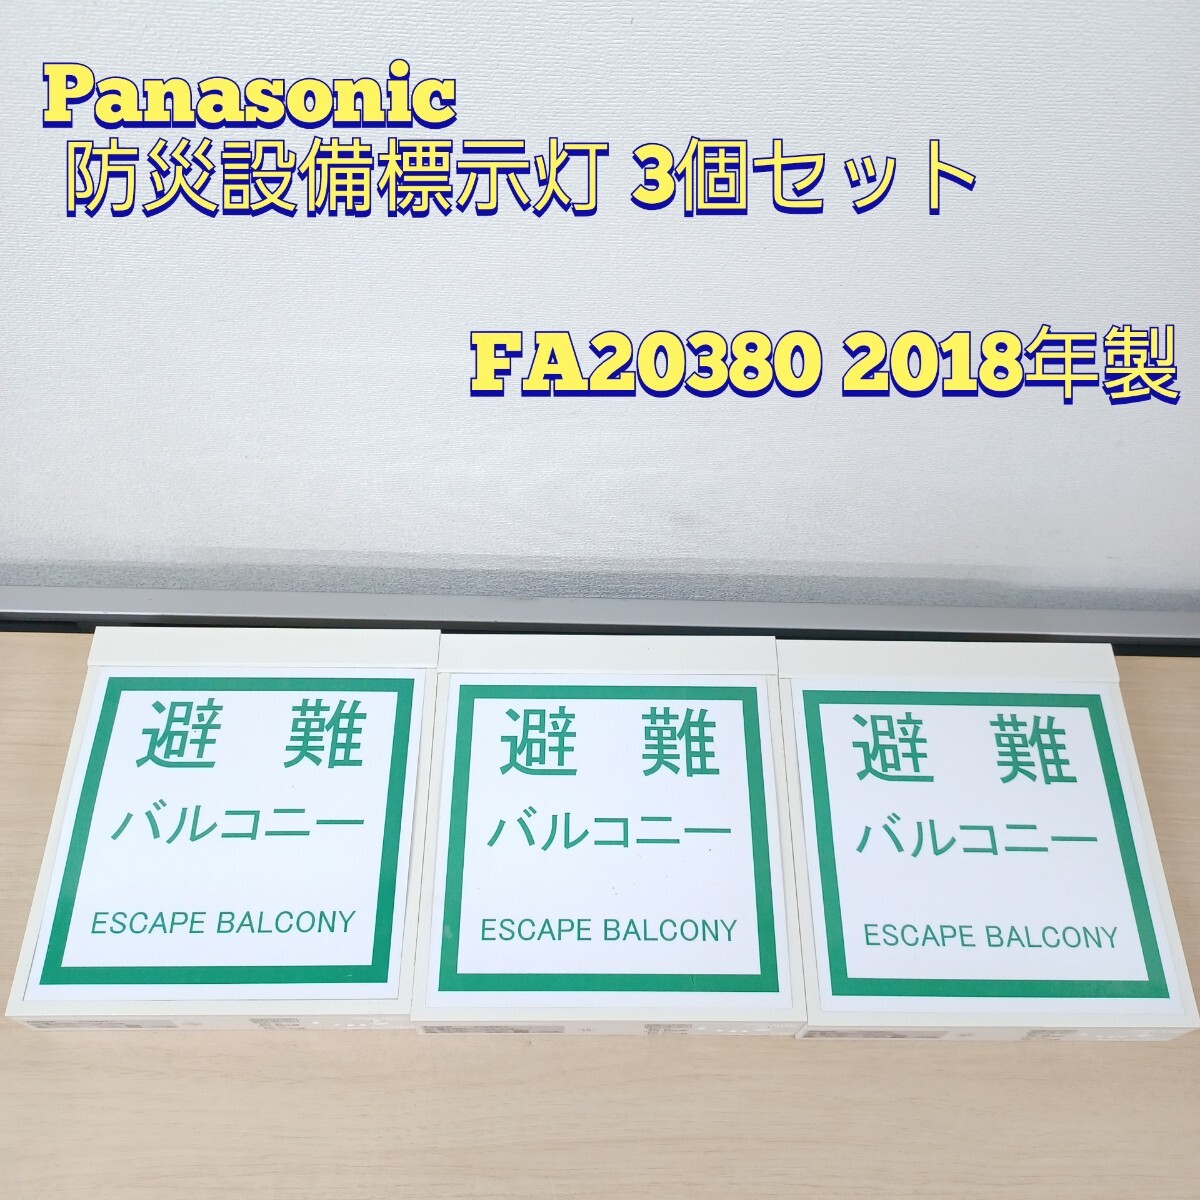 Panasonic
防災設備標示灯 3個セット
FA20380 2018年製
避難
バルコニー
ESCAPE BALCONY
避難
バルコニー
ESCAPE BALCONY
避難
バルコニー
ESCAPE BALCONY